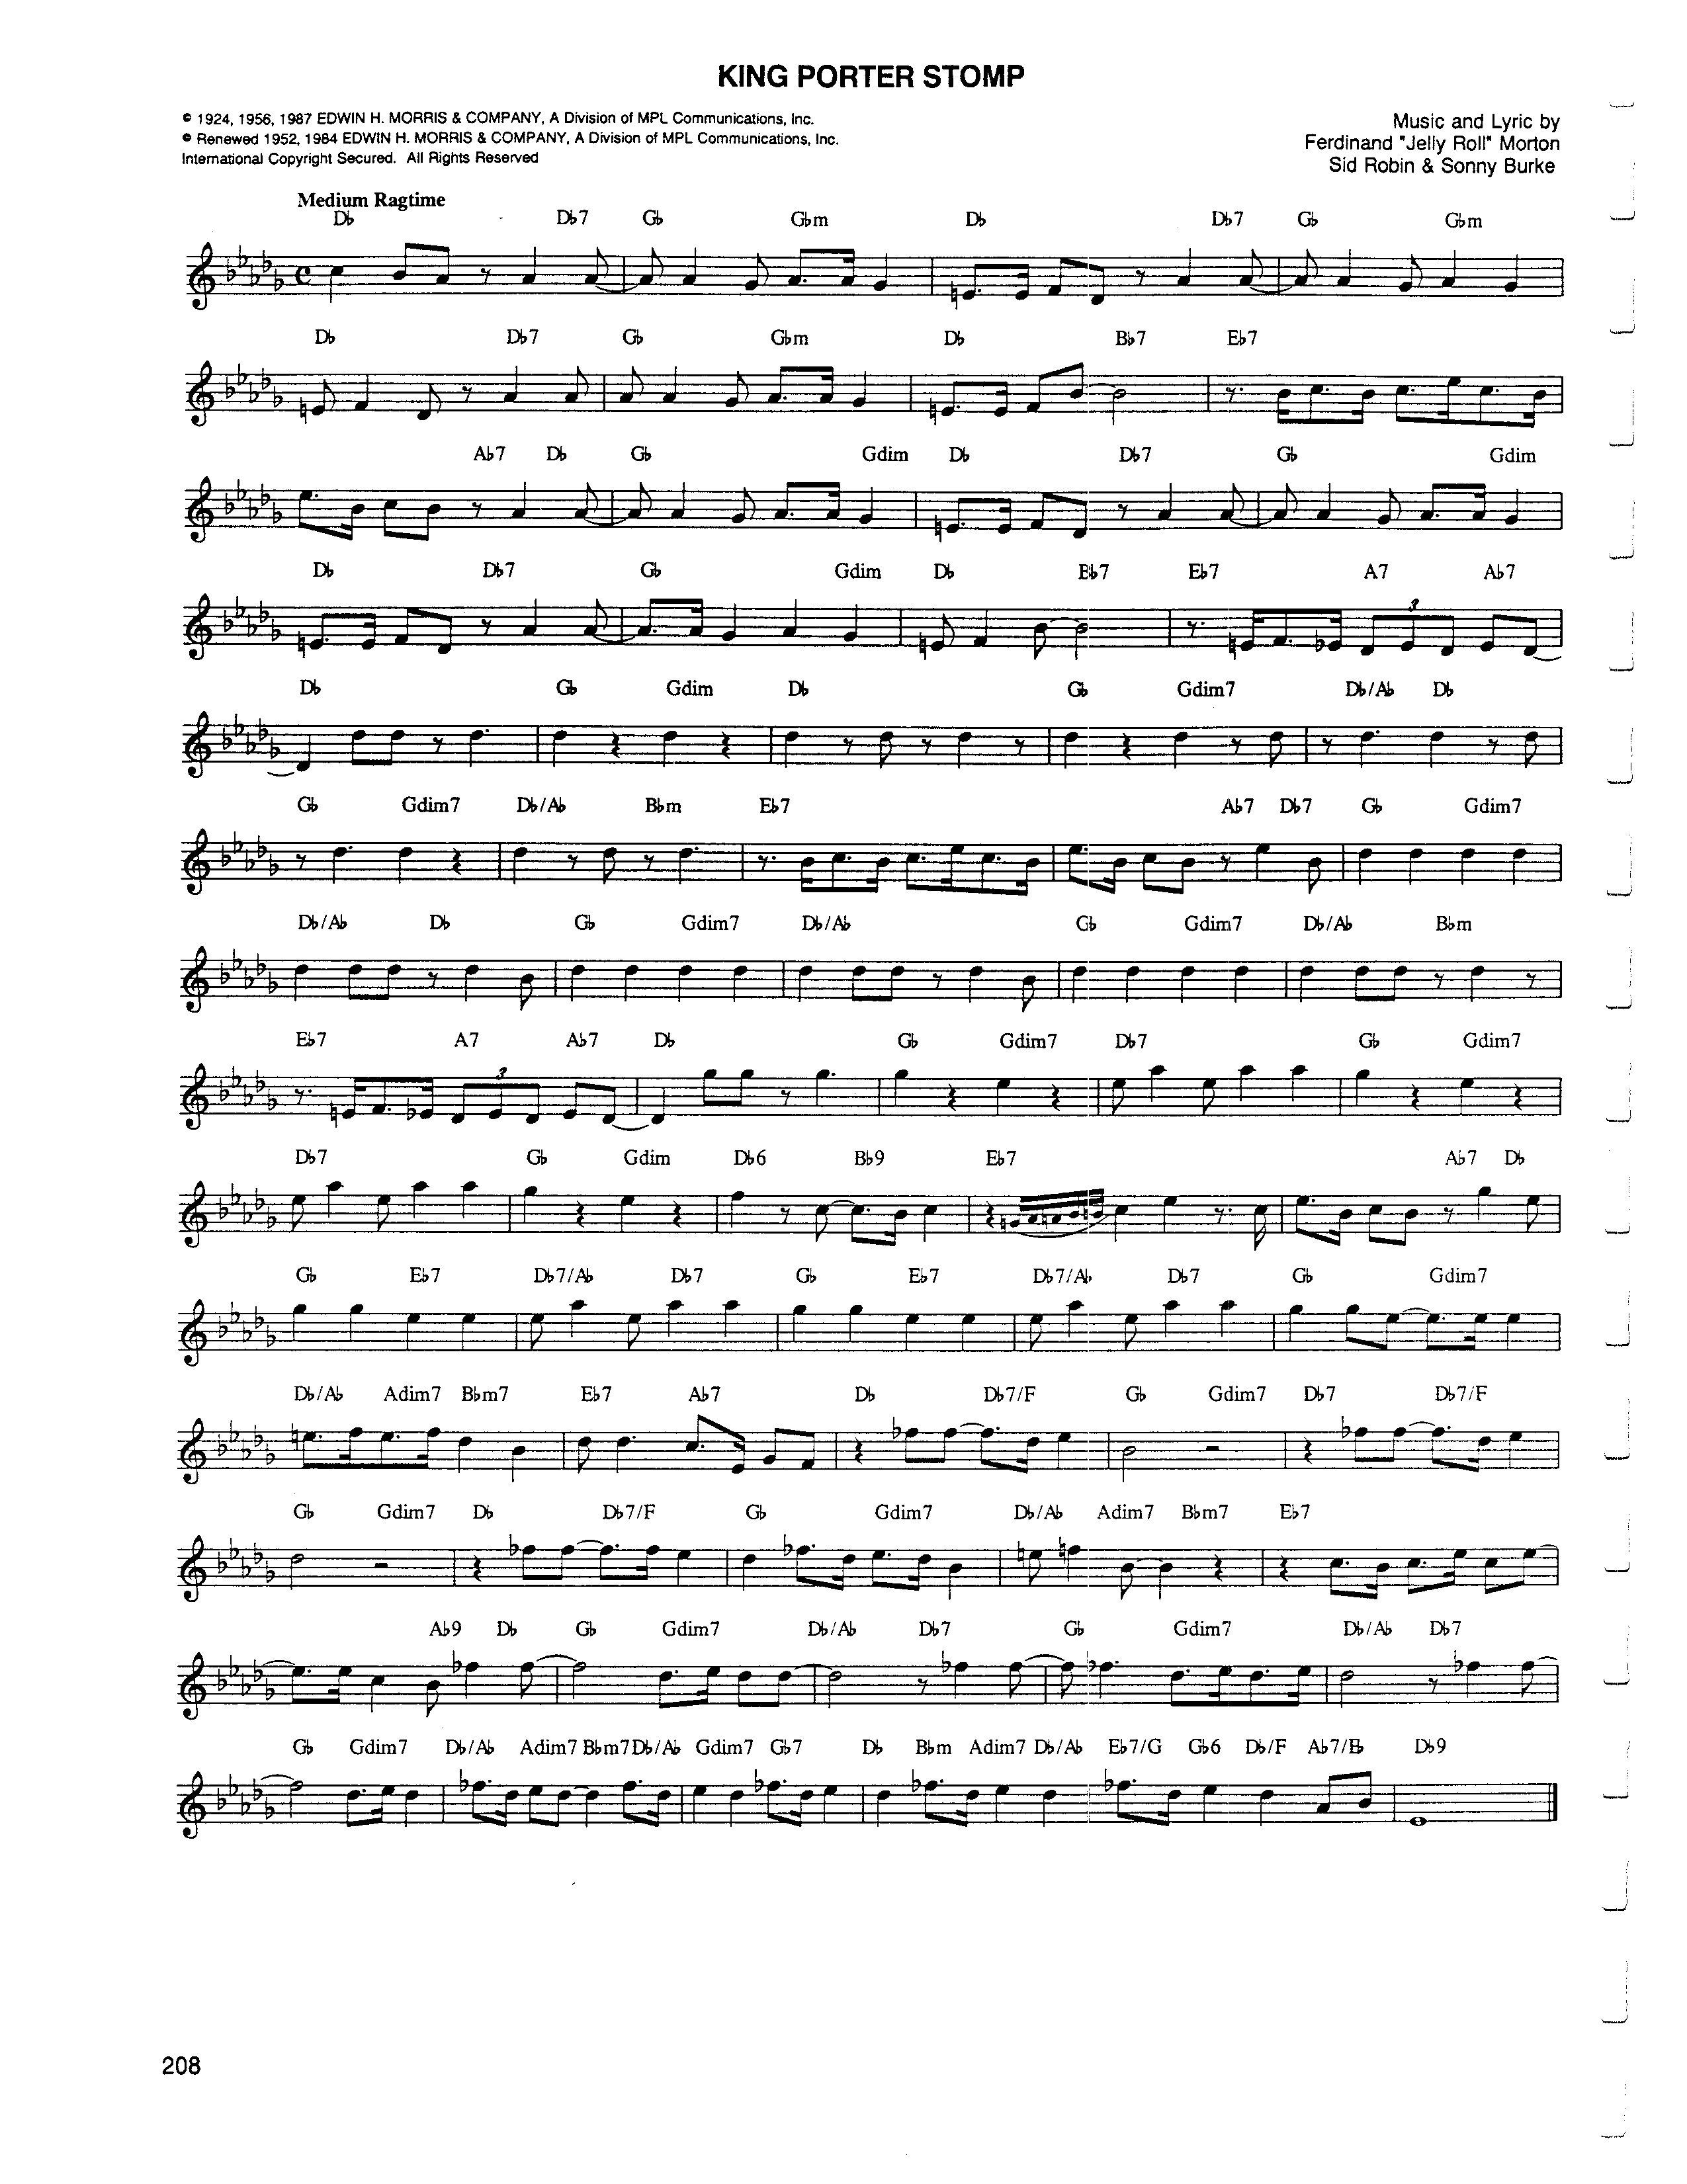 KING PORTER STOMP
© 1924, 1956, 1987 EDWIN H. MORRIS & COMPANY, A Division of MPL Communications, Inc.
© Renewed 1952, 1984 EDWIN H. MORRIS & COMPANY, A Division of MPL Communications, Inc.
International Copyright Secured. All Rights Reserved
Music and Lyric by
Ferdinand "Jelly Roll" Morton
Sid Robin & Sonny Burke
Medium Ragtime
D♭ D♭7 G♭ G♭m D♭ D♭7 G♭ G♭m
D♭ D♭7 G♭ G♭m D♭ B♭7 E♭7
A♭7 D♭ G♭ Gdim D♭ D♭7 G♭ Gdim
D♭ D♭7 G♭ Gdim D♭ B♭7 E♭7 A7 A♭7
3
D♭ G♭ Gdim D♭ G♭ Gdim7 D♭/A♭ D♭
G♭ Gdim7 D♭/A♭ B♭m E♭7 A♭7 D♭7 G♭ Gdim7
D♭/A♭ D♭ G♭ Gdim7 D♭/A♭ G♭ Gdim7 D♭/A♭ B♭m
E♭7 A7 A♭7 D♭ G♭ Gdim7 D♭7 G♭ Gdim7
3
D♭7 G♭ Gdim D♭6 B♭9 E♭7 A♭7 D♭
G♭ E♭7 D♭7/A♭ D♭7 G♭ E♭7 D♭7/A♭ D♭7 G♭ Gdim7
D♭/A♭ Adim7 B♭m7 E♭7 A♭7 D♭ D♭7/F G♭ Gdim7 D♭7 D♭7/F
G♭ Gdim7 D♭ D♭7/F G♭ Gdim7 D♭/A♭ Adim7 B♭m7 E♭7
A♭9 D♭ G♭ Gdim7 D♭/A♭ D♭7 G♭ Gdim7 D♭/A♭ D♭7
G♭ Gdim7 D♭/A♭ Adim7 B♭m7 D♭/A♭ Gdim7 G♭7 D♭ B♭m Adim7 D♭/A♭ E♭7/G G♭6 D♭/F A♭7/E♭ D♭9
208